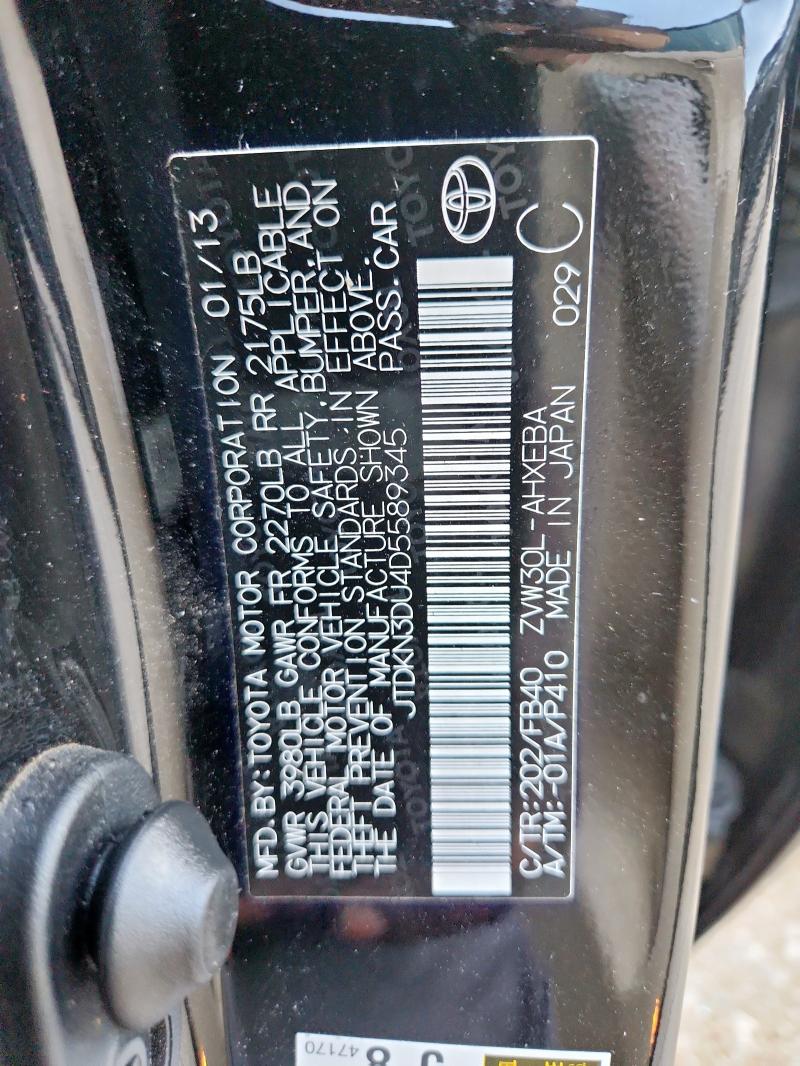 MFD.BY:TOYOTA MOTOR CORPORATION 01/13
GVWR 3980LB GAWR FR 2270LB RR 2175LB
THIS VEHICLE CONFORMS TO ALL APPLICABLE
FEDERAL MOTOR VEHICLE SAFETY,BUMPER,AND
THEFT PREVENTION STANDARDS IN EFFECT ON
THE DATE OF MANUFACTURE SHOWN ABOVE.
JTDKN3DU4D5589345 PASS.CAR
C/TR:202/FB40 ZVW30L-AHXEBA
A/TM:-01A/P410 MADE IN JAPAN 029 C
47170